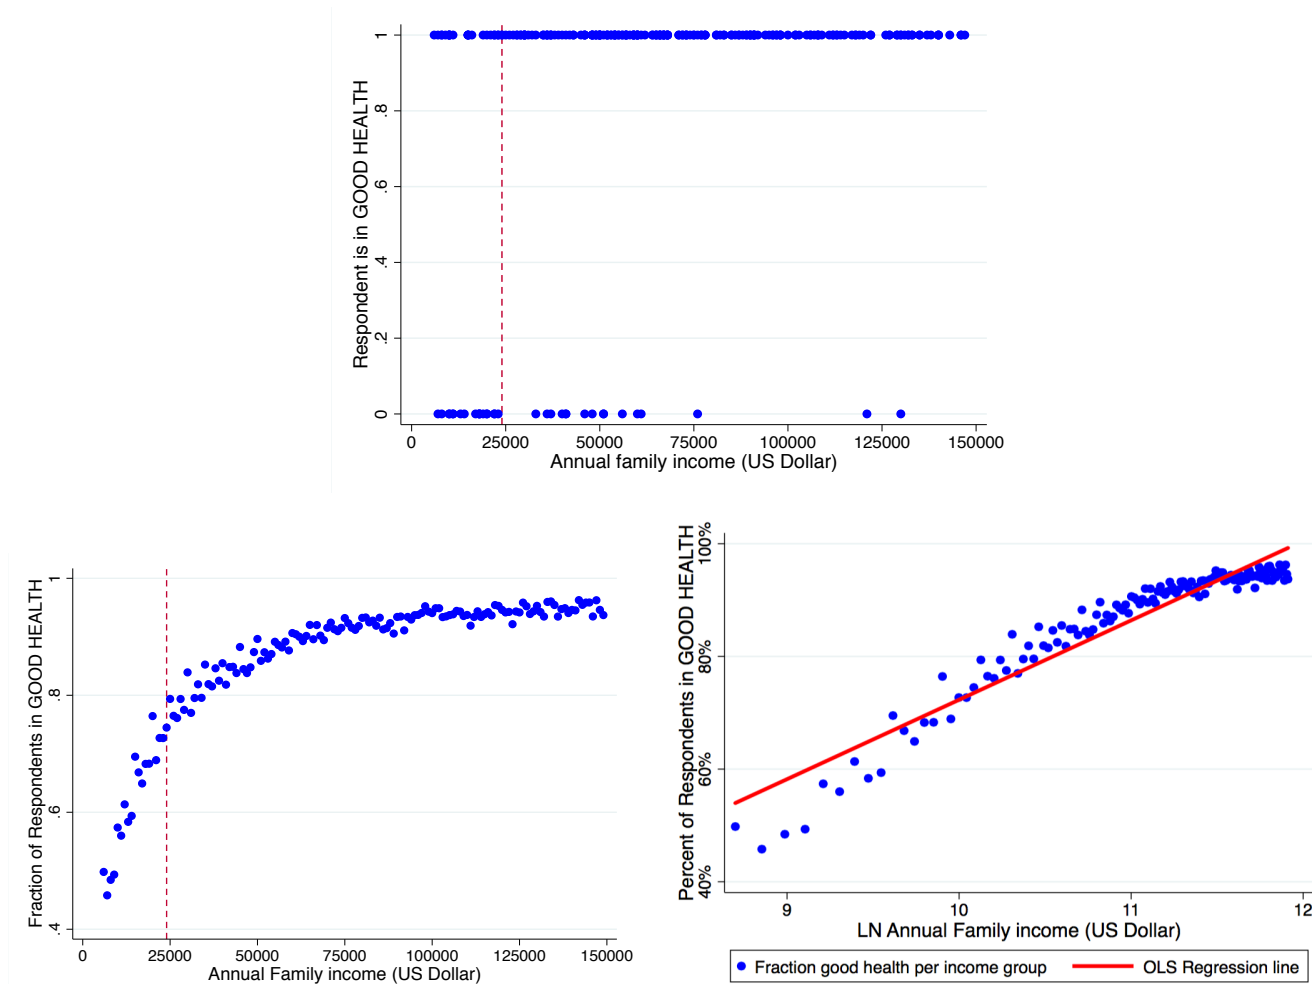 Respondent is in GOOD HEALTH
1
.8
.6
.4
.2
0
0 25000 50000 75000 100000 125000 150000
Annual family income (US Dollar)
Fraction of Respondents in GOOD HEALTH
1
.8
.6
.4
0 25000 50000 75000 100000 125000 150000
Annual Family income (US Dollar)
Percent of Respondents in GOOD HEALTH
100%
80%
60%
40%
9 10 11 12
LN Annual Family income (US Dollar)
Fraction good health per income group OLS Regression line